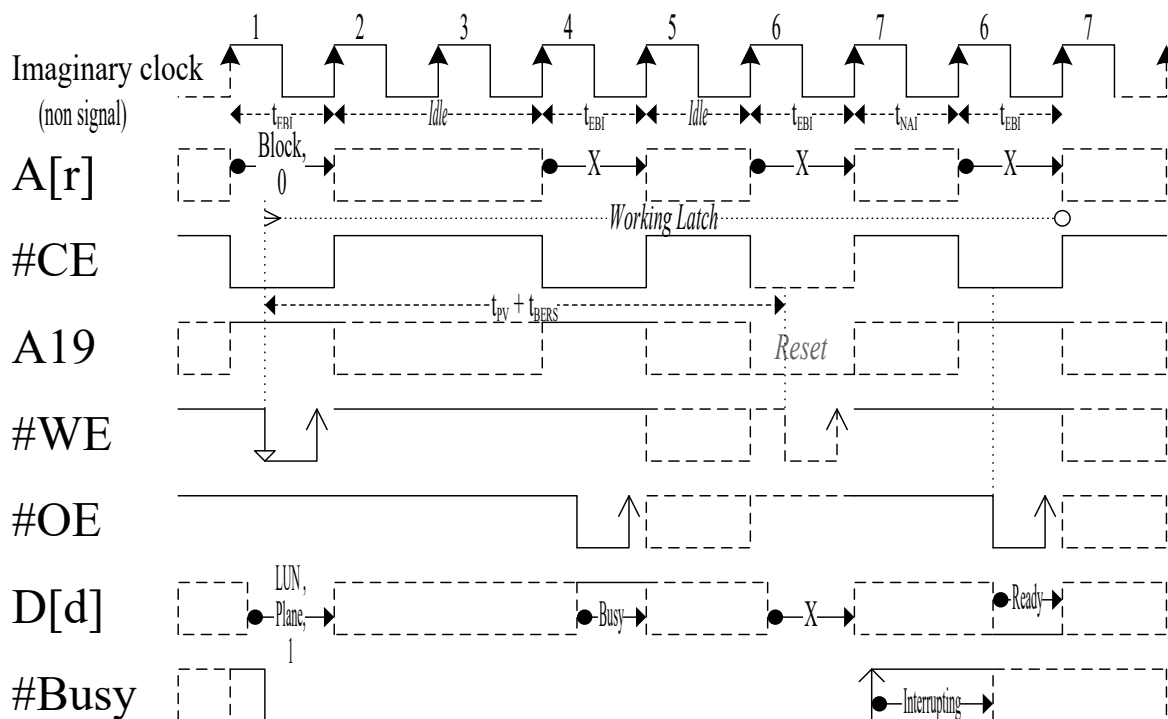 1 2 3 4 5 6 7 6 7
Imaginary clock
(non signal)
tEBI Idle tEBI Idle tEBI tNAI tEBI
A[r]
Block,
0
X X X
Working Latch
#CE
tPV + tBERS
A19
Reset
#WE
#OE
D[d]
LUN,
Plane,
1
Busy X Ready
#Busy
Interrupting